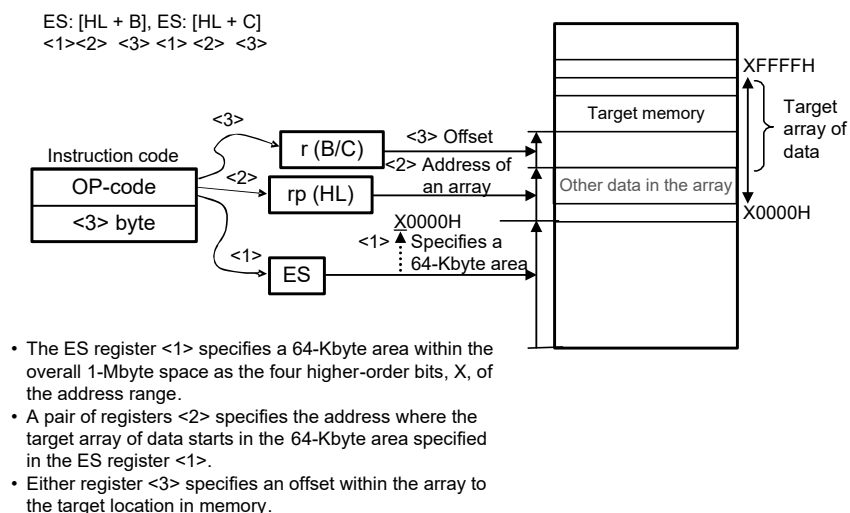 ES: [HL + B], ES: [HL + C]
<1><2> <3> <1> <2> <3>
XFFFFH
Target memory
Target
array of
data
<3>
r (B/C)
<3> Offset
Instruction code
OP-code
<3> byte
<2>
rp (HL)
<2> Address of
an array
Other data in the array
X0000H
X0000H
<1>
ES
<1> Specifies a
64-Kbyte area
• The ES register <1> specifies a 64-Kbyte area within the
overall 1-Mbyte space as the four higher-order bits, X, of
the address range.
• A pair of registers <2> specifies the address where the
target array of data starts in the 64-Kbyte area specified
in the ES register <1>.
• Either register <3> specifies an offset within the array to
the target location in memory.